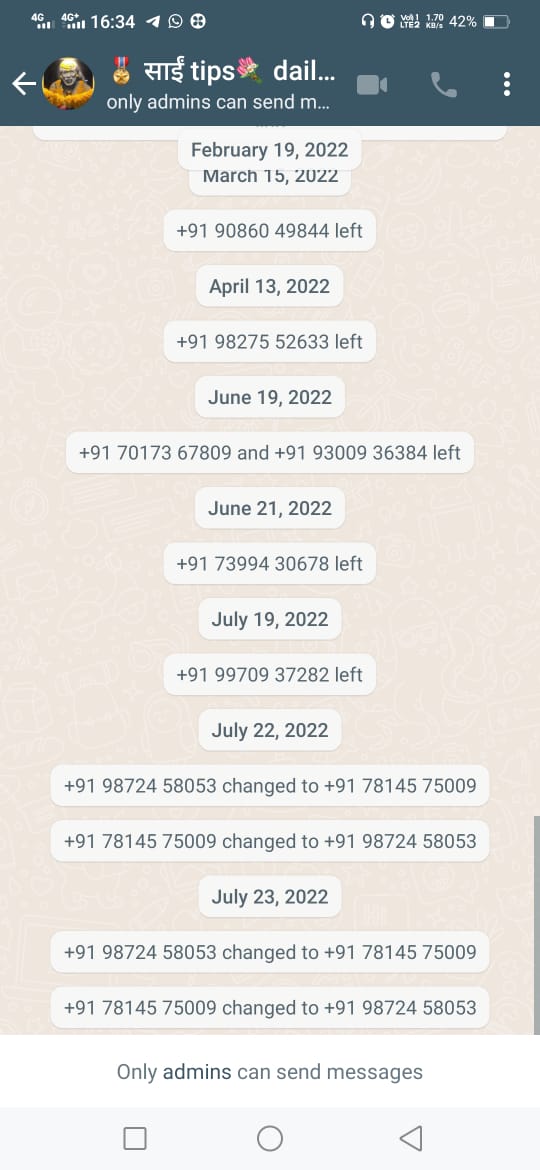 4G 4G+ 16:34 Vo) 1 LTE2 1.70 KB/s 42%
साईं tips dail...
only admins can send m...
February 19, 2022
March 15, 2022
+91 90860 49844 left
April 13, 2022
+91 98275 52633 left
June 19, 2022
+91 70173 67809 and +91 93009 36384 left
June 21, 2022
+91 73994 30678 left
July 19, 2022
+91 99709 37282 left
July 22, 2022
+91 98724 58053 changed to +91 78145 75009
+91 78145 75009 changed to +91 98724 58053
July 23, 2022
+91 98724 58053 changed to +91 78145 75009
+91 78145 75009 changed to +91 98724 58053
Only admins can send messages